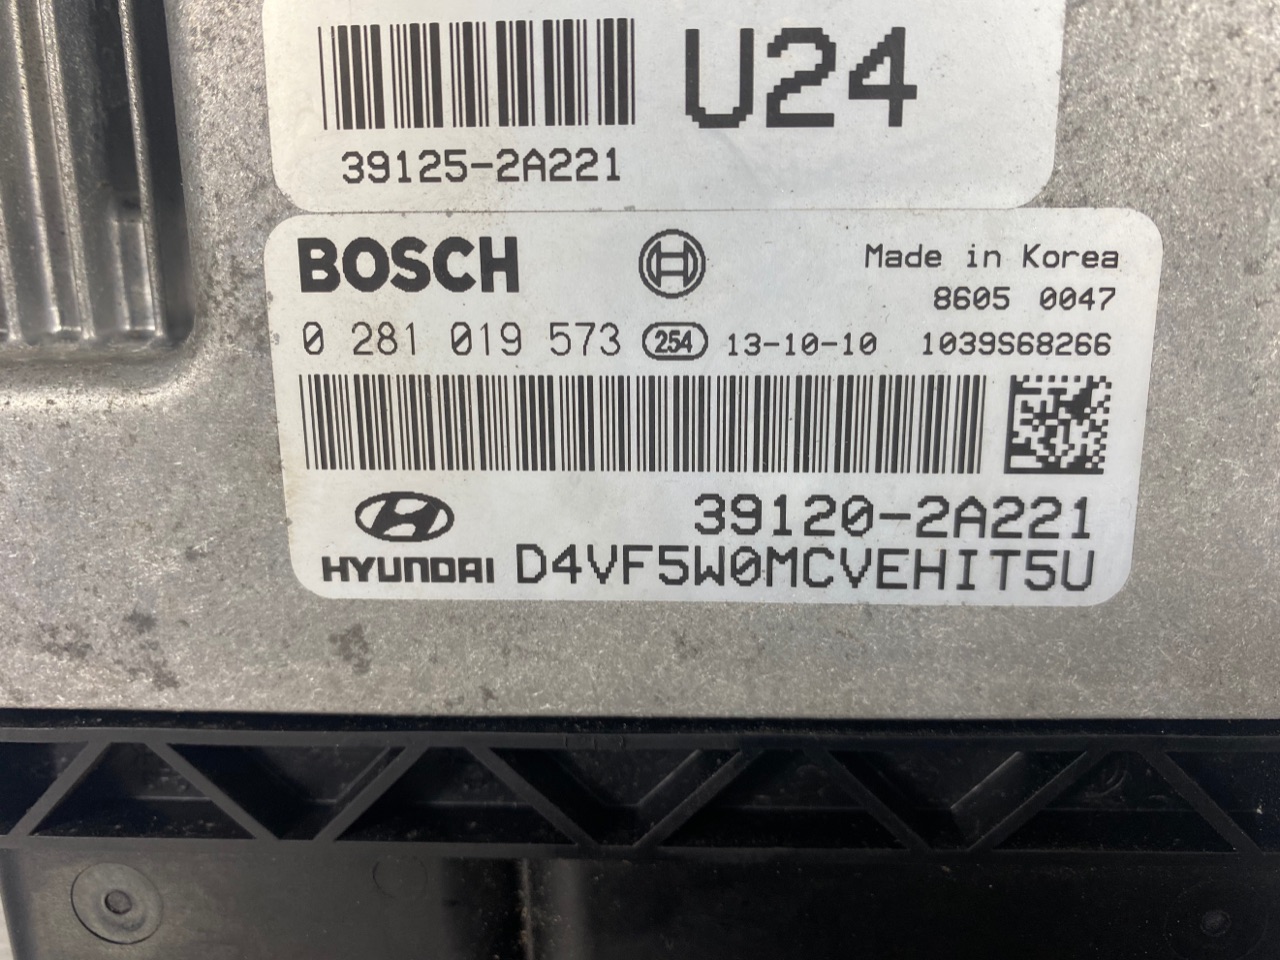 U24
39125-2A221
BOSCH
Made in Korea
8605 0047
0 281 019 573 254 13-10-10 1039S68266
39120-2A221
HYUNDAI D4VF5W0MCVEHIT5U